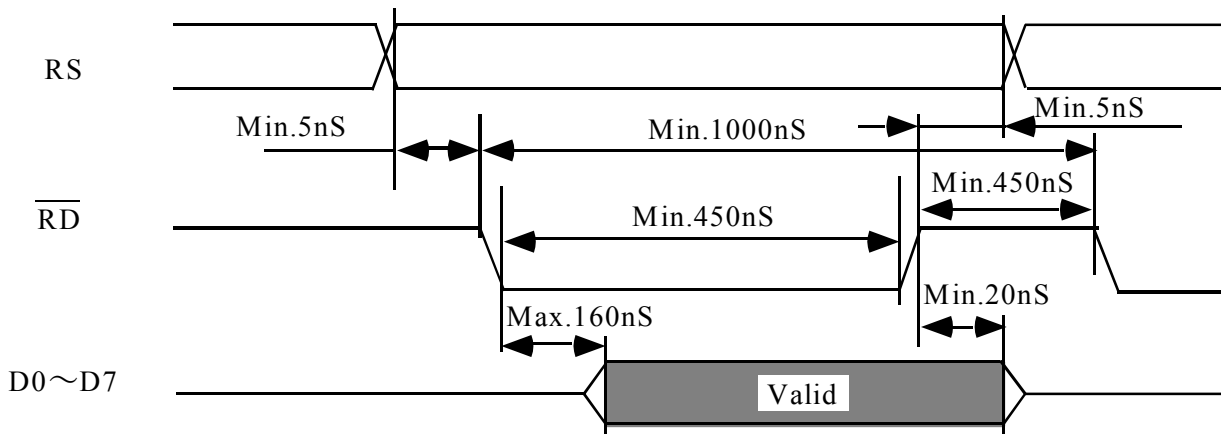 RS
Min.5nS
Min.1000nS
Min.5nS
RD
Min.450nS
Min.450nS
Max.160nS
Min.20nS
D0～D7
Valid